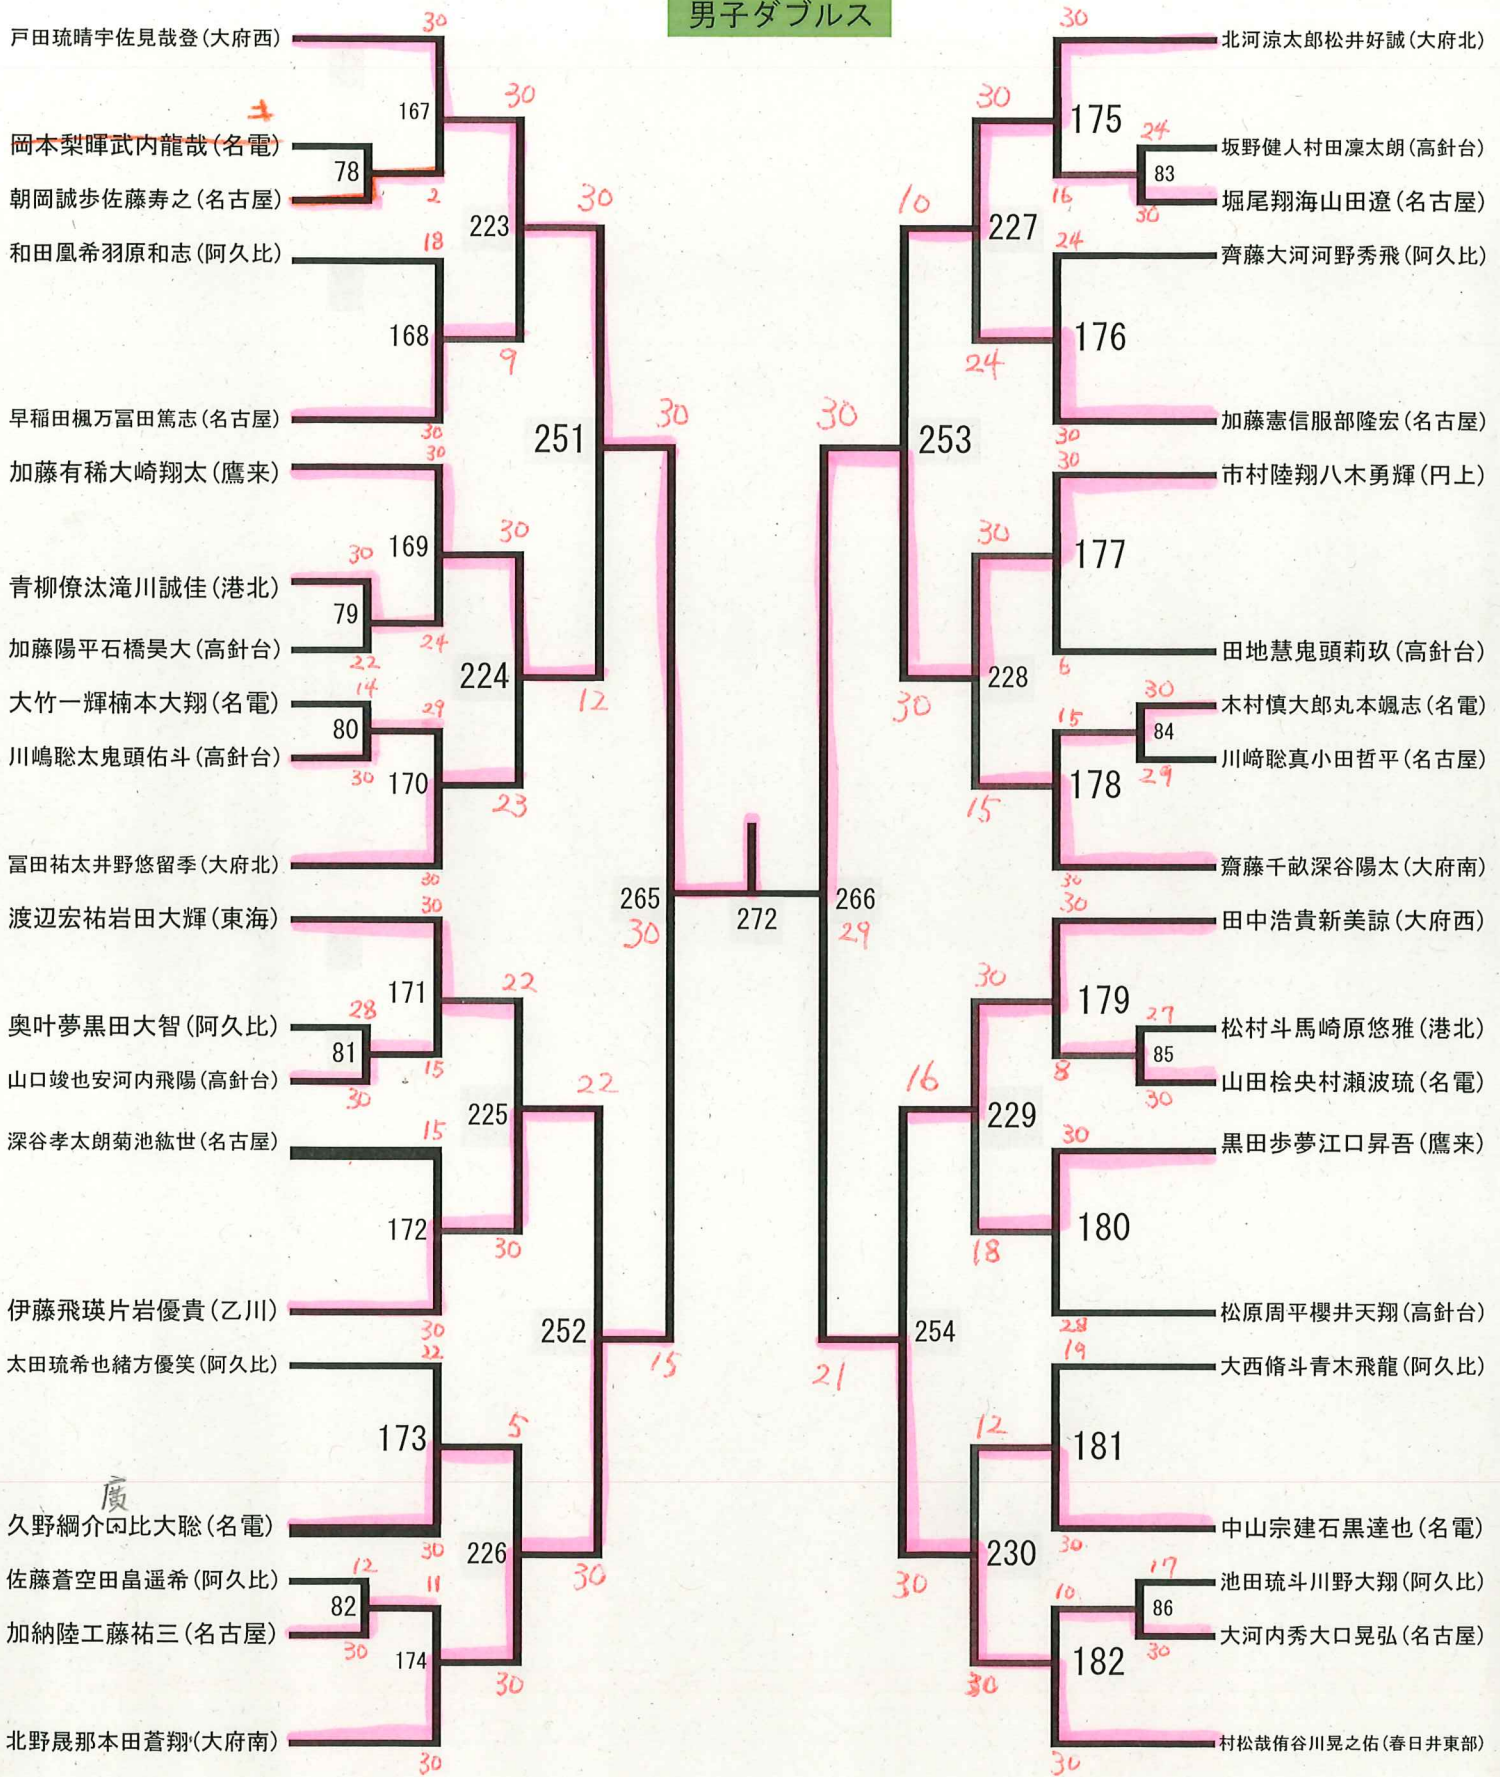 男子ダブルス
戸田琉晴宇佐見哉登(大府西)
30
167
キ
岡本梨暉武内龍哉(名電)
78
朝岡誠歩佐藤寿之(名古屋)
2
30
223
和田凰希羽原和志(阿久比)
18
168
9
早稲田楓万冨田篤志(名古屋)
30
30
251
30
加藤有稀大崎翔太(鷹来)
30
169
30
青柳僚汰滝川誠佳(港北)
30
79
加藤陽平石橋昊大(高針台)
22
24
224
12
大竹一輝楠本大翔(名電)
14
29
80
川嶋聡太鬼頭佑斗(高針台)
30
170
23
冨田祐太井野悠留季(大府北)
30
265
30
272
266
29
渡辺宏祐岩田大輝(東海)
30
171
22
奥叶夢黒田大智(阿久比)
28
81
山口竣也安河内飛陽(高針台)
30
15
225
22
深谷孝太朗菊池紘世(名古屋)
15
172
30
伊藤飛瑛片岩優貴(乙川)
30
252
15
太田琉希也緒方優笑(阿久比)
22
173
5
廣
久野綱介田比大聡(名電)
30
226
30
佐藤蒼空田畠遥希(阿久比)
12
11
82
加納陸工藤祐三(名古屋)
30
174
30
北野晟那本田蒼翔(大府南)
30
30
北河涼太郎松井好誠(大府北)
30
175
24
坂野健人村田凜太朗(高針台)
83
堀尾翔海山田遼(名古屋)
16
30
10
227
24
齊藤大河河野秀飛(阿久比)
176
24
加藤憲信服部隆宏(名古屋)
30
30
253
30
市村陸翔八木勇輝(円上)
30
177
田地慧鬼頭莉玖(高針台)
6
228
30
30
木村慎大郎丸本颯志(名電)
15
84
川﨑聡真小田哲平(名古屋)
29
178
15
齋藤千畝深谷陽太(大府南)
30
30
田中浩貴新美諒(大府西)
30
179
27
松村斗馬崎原悠雅(港北)
85
山田桧央村瀬波琉(名電)
8
30
16
229
30
黒田歩夢江口昇吾(鷹来)
180
18
松原周平櫻井天翔(高針台)
28
254
21
19
大西脩斗青木飛龍(阿久比)
12
181
中山宗建石黒達也(名電)
30
230
30
17
池田琉斗川野大翔(阿久比)
10
86
大河内秀大口晃弘(名古屋)
30
182
30
村松哉侑谷川晃之佑(春日井東部)
30